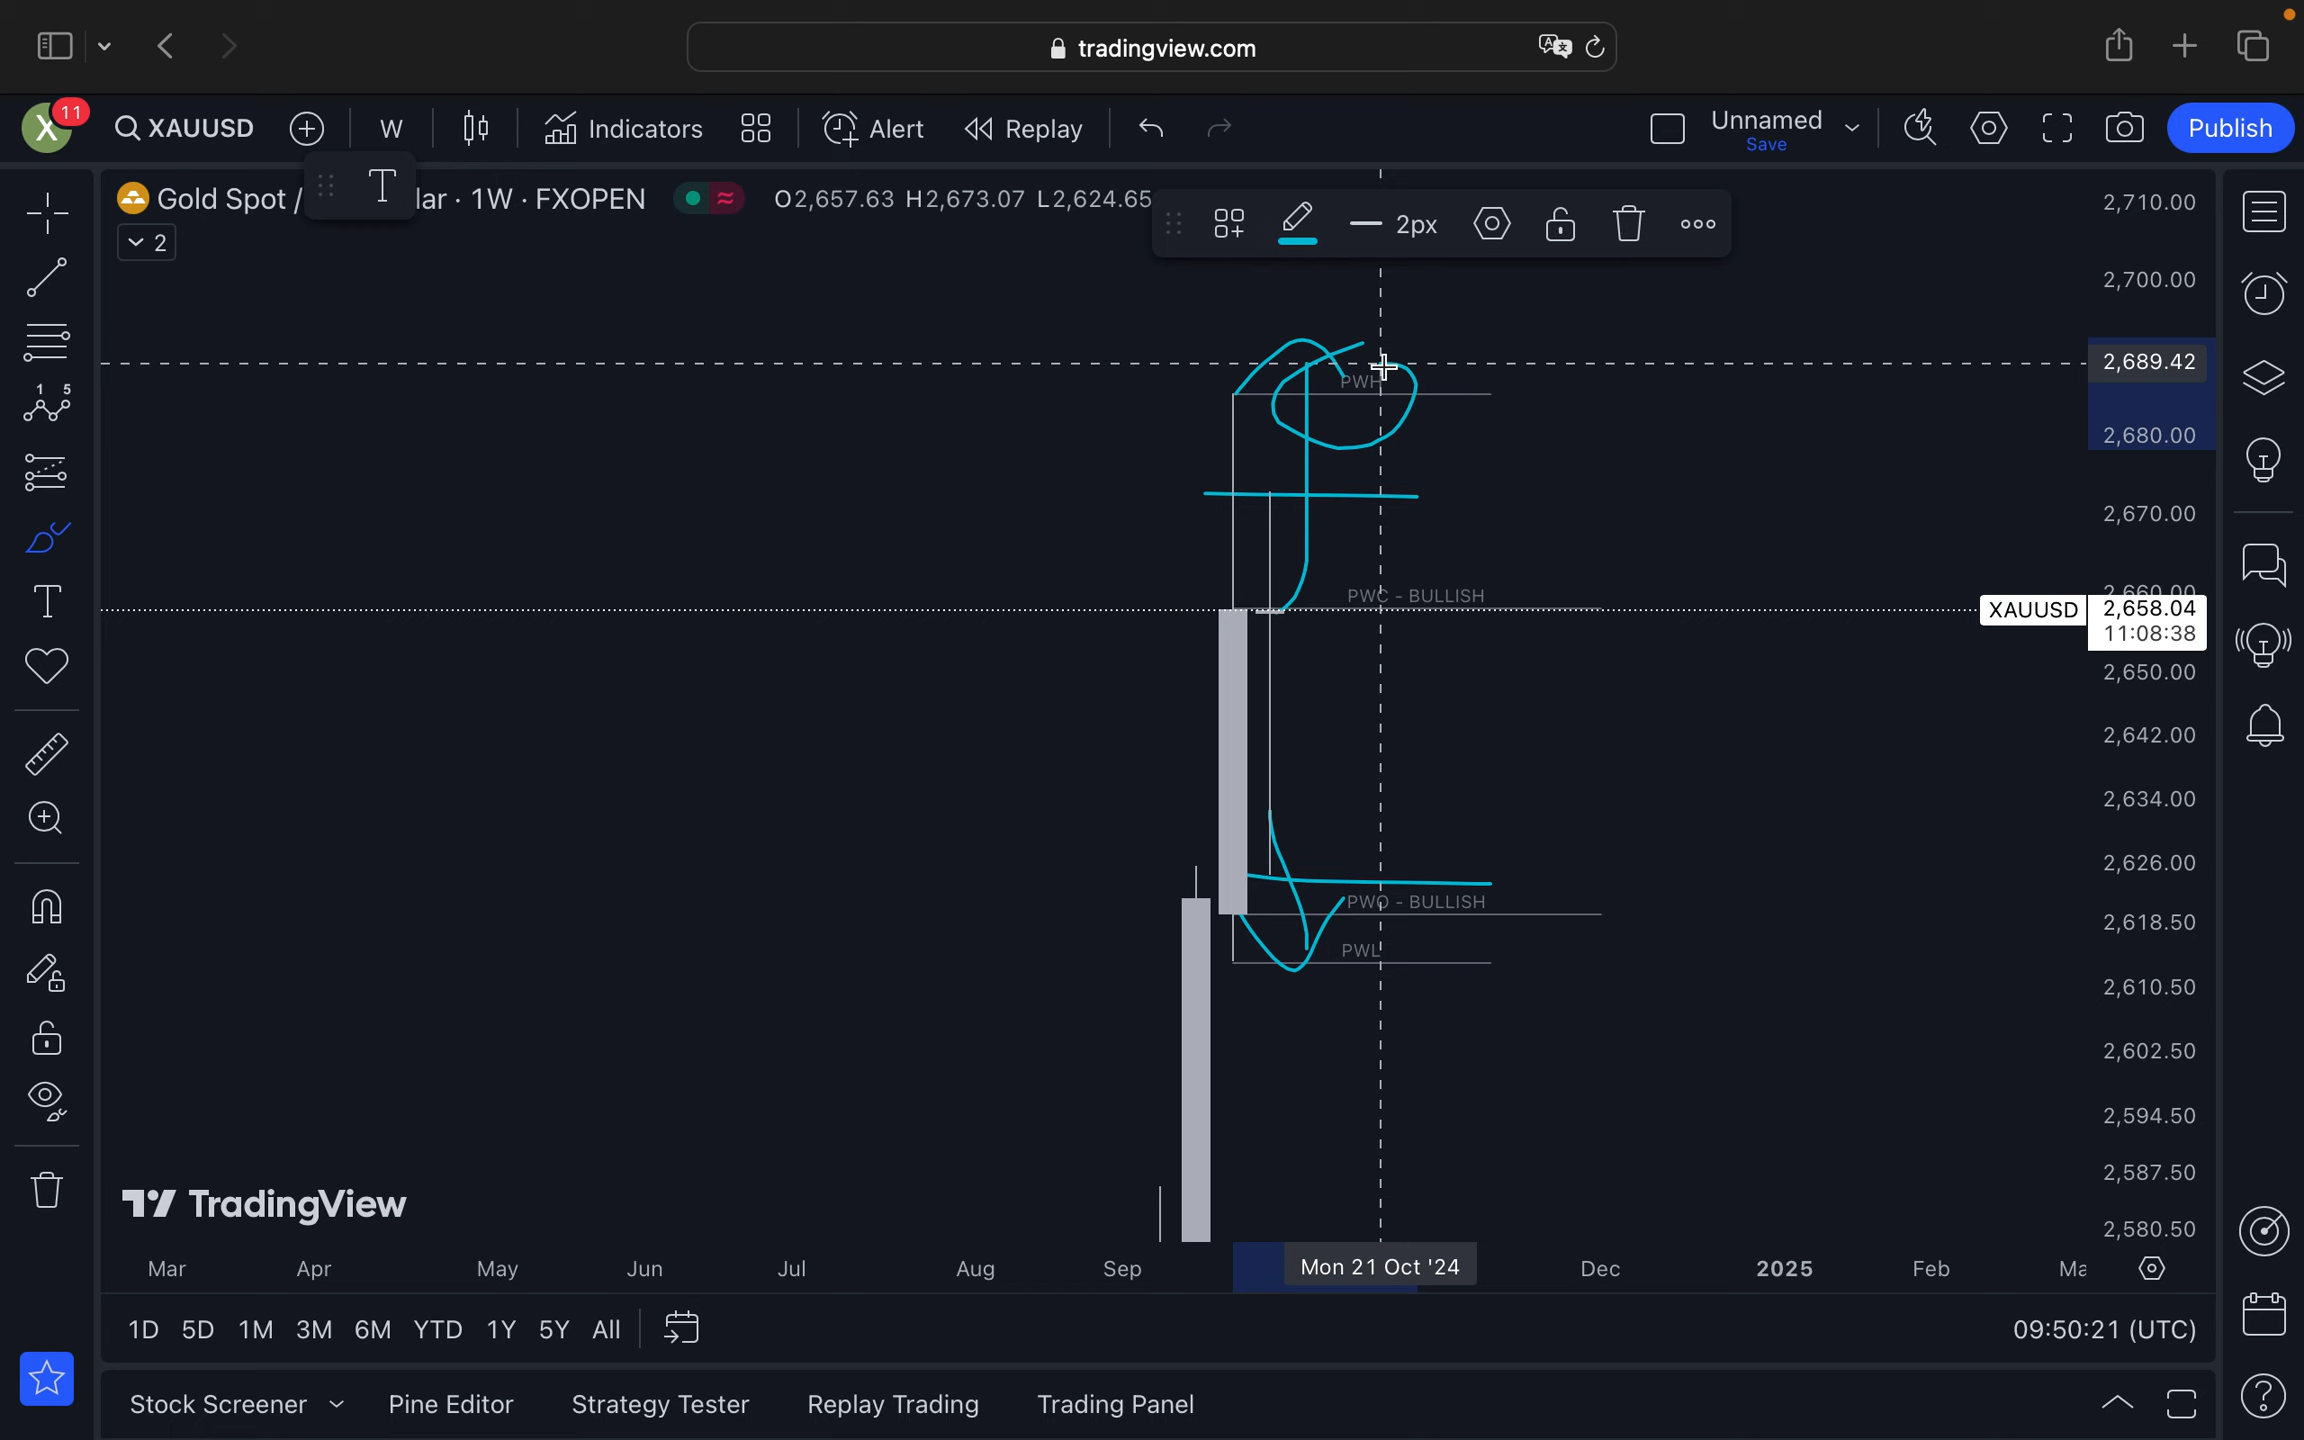 tradingview.com
X 11 XAUUSD W Indicators Alert Replay Unnamed Save Publish
T
Gold Spot / lar · 1W · FXOPEN O2,657.63 H2,673.07 L2,624.65
2px
2
2,710.00
2,700.00
2,689.42
PWH
2,680.00
2,670.00
PWC - BULLISH
2,660.00
XAUUSD 2,658.04
11:08:38
2,650.00
2,642.00
2,634.00
2,626.00
PWO - BULLISH
2,618.50
PWL
2,610.50
2,602.50
2,594.50
2,587.50
TradingView
2,580.50
Mar Apr May Jun Jul Aug Sep Mon 21 Oct '24 Dec 2025 Feb Ma
1D 5D 1M 3M 6M YTD 1Y 5Y All 09:50:21 (UTC)
Stock Screener Pine Editor Strategy Tester Replay Trading Trading Panel